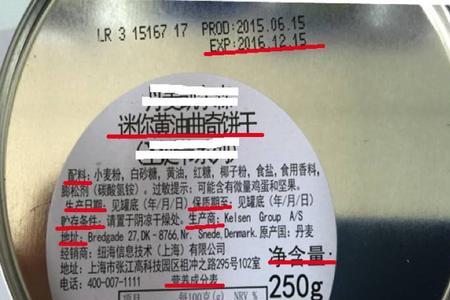 LR 3 15167 17 PROD:2015.06.15
EXP:2016.12.15
迷你黄油曲奇饼干
配料:小麦粉, 白砂糖, 黄油, 红糖, 椰子粉, 食盐, 食用香料,
膨松剂(碳酸氢铵)。过敏提示: 可能含有微量鸡蛋和坚果。
生产日期: 见罐底 (年/月/日) 保质期至: 见罐底 (年/月/日)
贮存条件: 请置于阴凉干燥处。生产商: Kelsen Group A/S
地址: Bredgade 27, DK-8766, Nr. Snede, Denmark. 原产国: 丹麦
经销商: 纽海信息技术(上海)有限公司
地址: 上海市张江高科技园区祖冲之路295号102室
电话: 400-007-1111
净含量:
250g
营养成分表
项目 每100克(g) NRV %